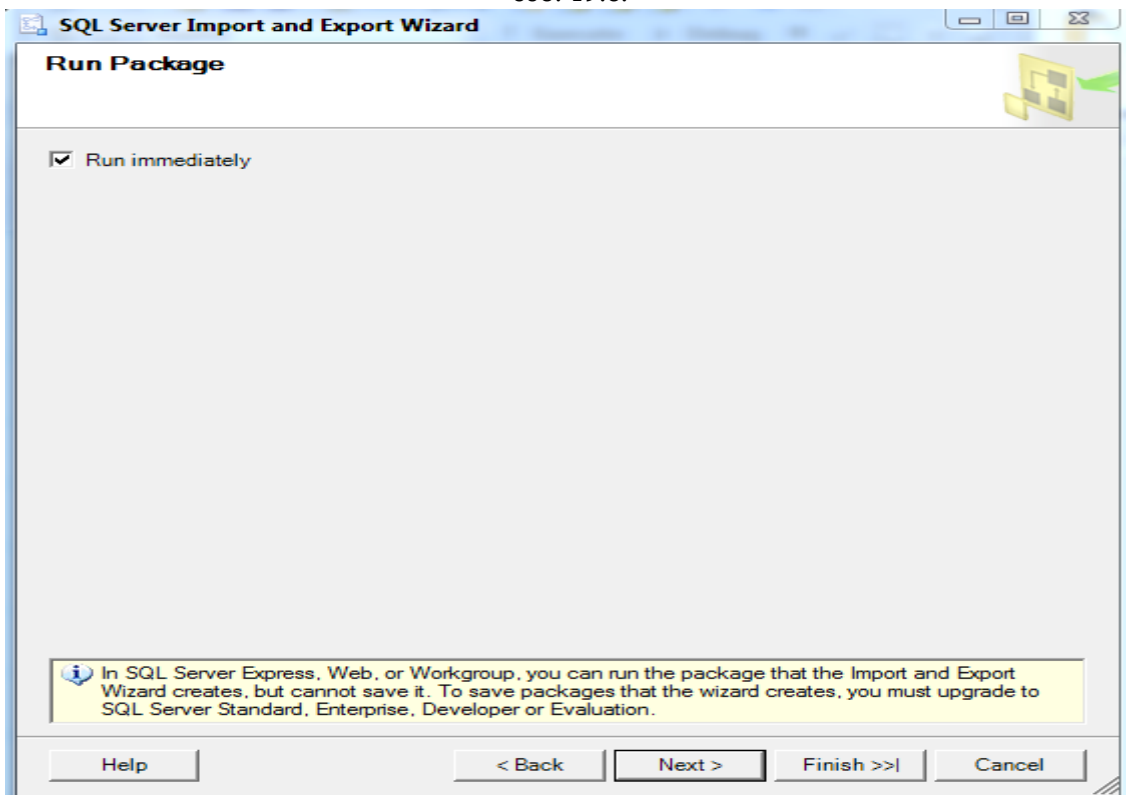 SQL Server Import and Export Wizard
Run Package
Run immediately
In SQL Server Express, Web, or Workgroup, you can run the package that the Import and Export
Wizard creates, but cannot save it. To save packages that the wizard creates, you must upgrade to
SQL Server Standard, Enterprise, Developer or Evaluation.
Help
< Back
Next >
Finish >>|
Cancel